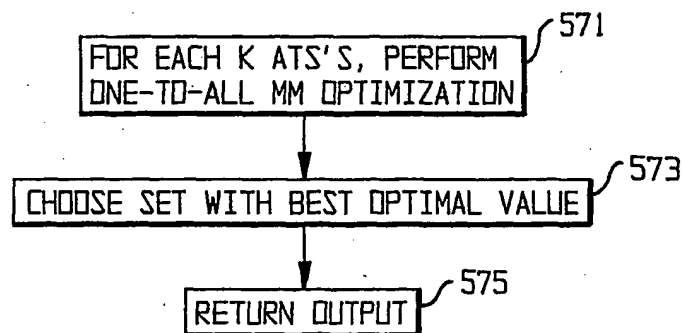 571
FOR EACH K ATS'S, PERFORM
ONE-TO-ALL MM OPTIMIZATION
573
CHOOSE SET WITH BEST OPTIMAL VALUE
575
RETURN OUTPUT